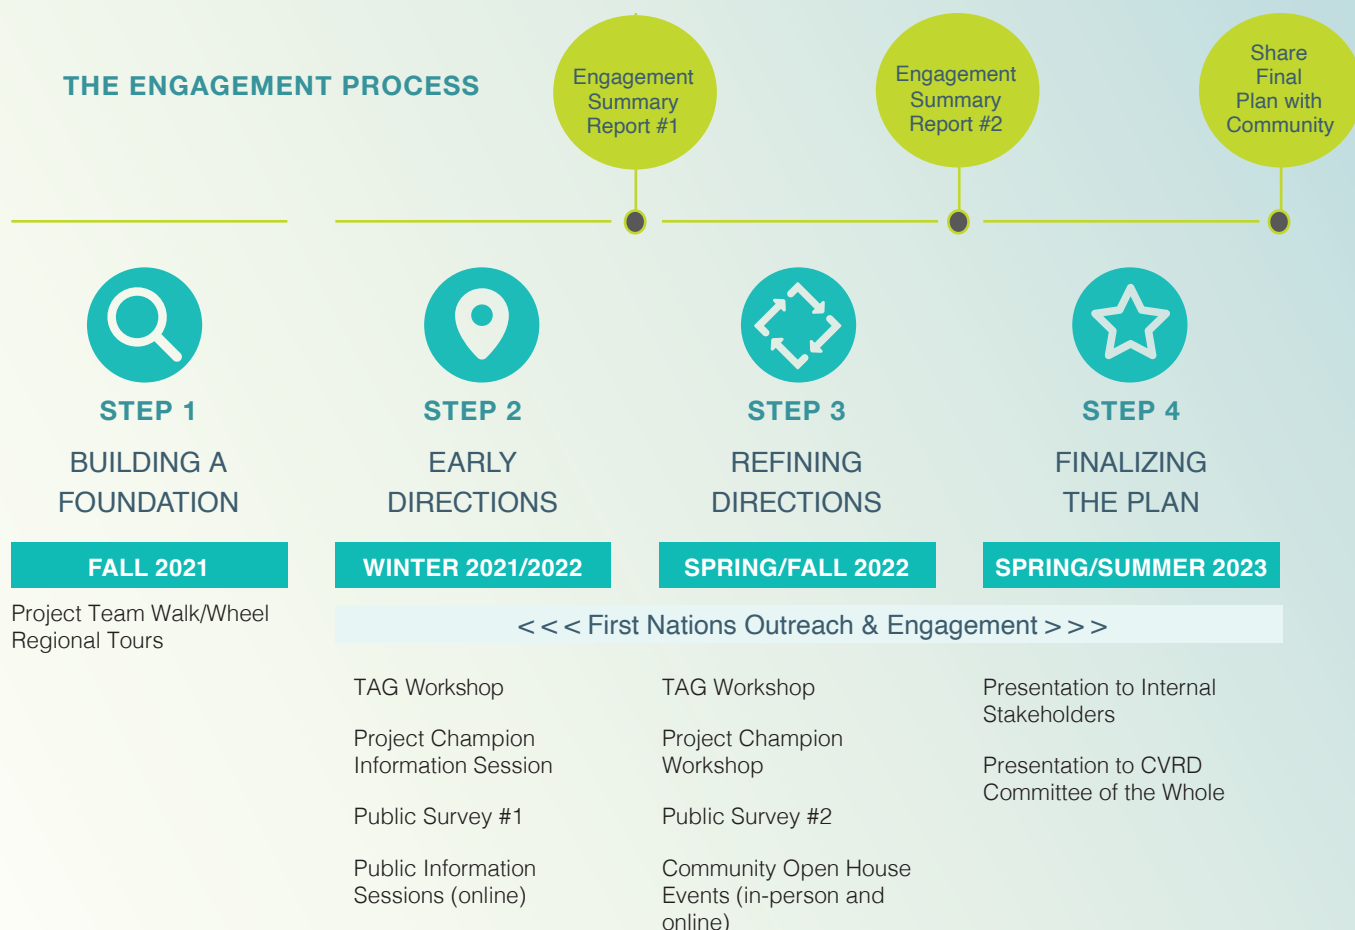 THE ENGAGEMENT PROCESS
Engagement
Summary
Report #1
Engagement
Summary
Report #2
Share
Final
Plan with
Community
STEP 1
BUILDING A
FOUNDATION
FALL 2021
Project Team Walk/Wheel
Regional Tours
STEP 2
EARLY
DIRECTIONS
WINTER 2021/2022
STEP 3
REFINING
DIRECTIONS
SPRING/FALL 2022
STEP 4
FINALIZING
THE PLAN
SPRING/SUMMER 2023
< < < First Nations Outreach & Engagement > > >
TAG Workshop
Project Champion
Information Session
Public Survey #1
Public Information
Sessions (online)
TAG Workshop
Project Champion
Workshop
Public Survey #2
Community Open House
Events (in-person and
online)
Presentation to Internal
Stakeholders
Presentation to CVRD
Committee of the Whole